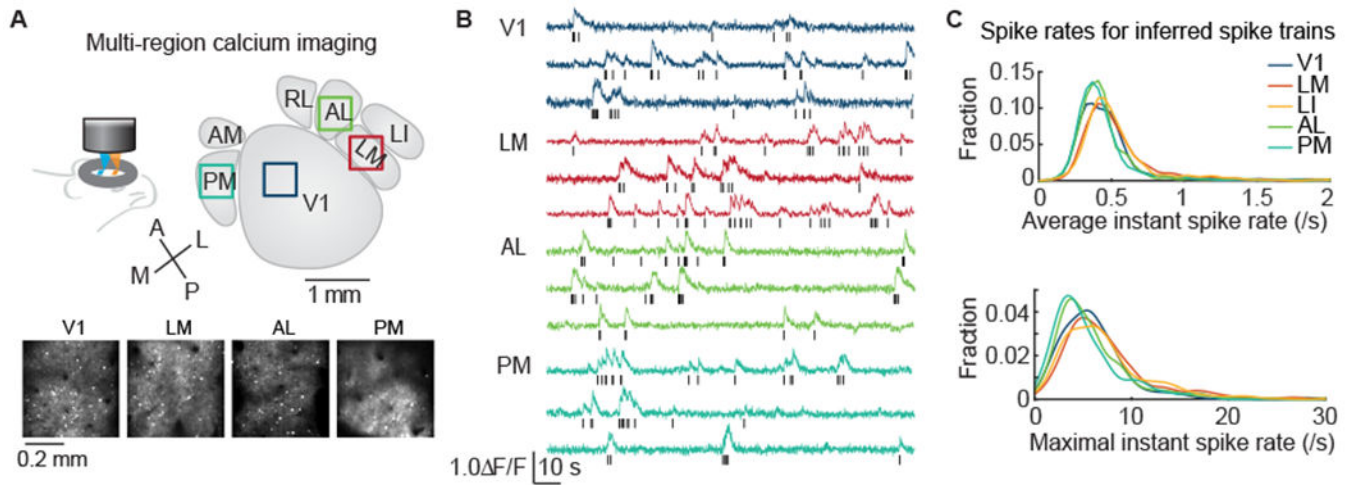 A
Multi-region calcium imaging
RL
AL
LI
AM
LM
PM
V1
A
L
M
P
1 mm
V1 LM AL PM
0.2 mm
B
V1
LM
AL
PM
1.0ΔF/F 10 s
C
Spike rates for inferred spike trains
V1
LM
LI
AL
PM
Fraction
0.15
0.10
0.05
0
0 0.5 1 1.5 2
Average instant spike rate (/s)
Fraction
0.04
0.02
0.04
0
0 10 20 30
Maximal instant spike rate (/s)